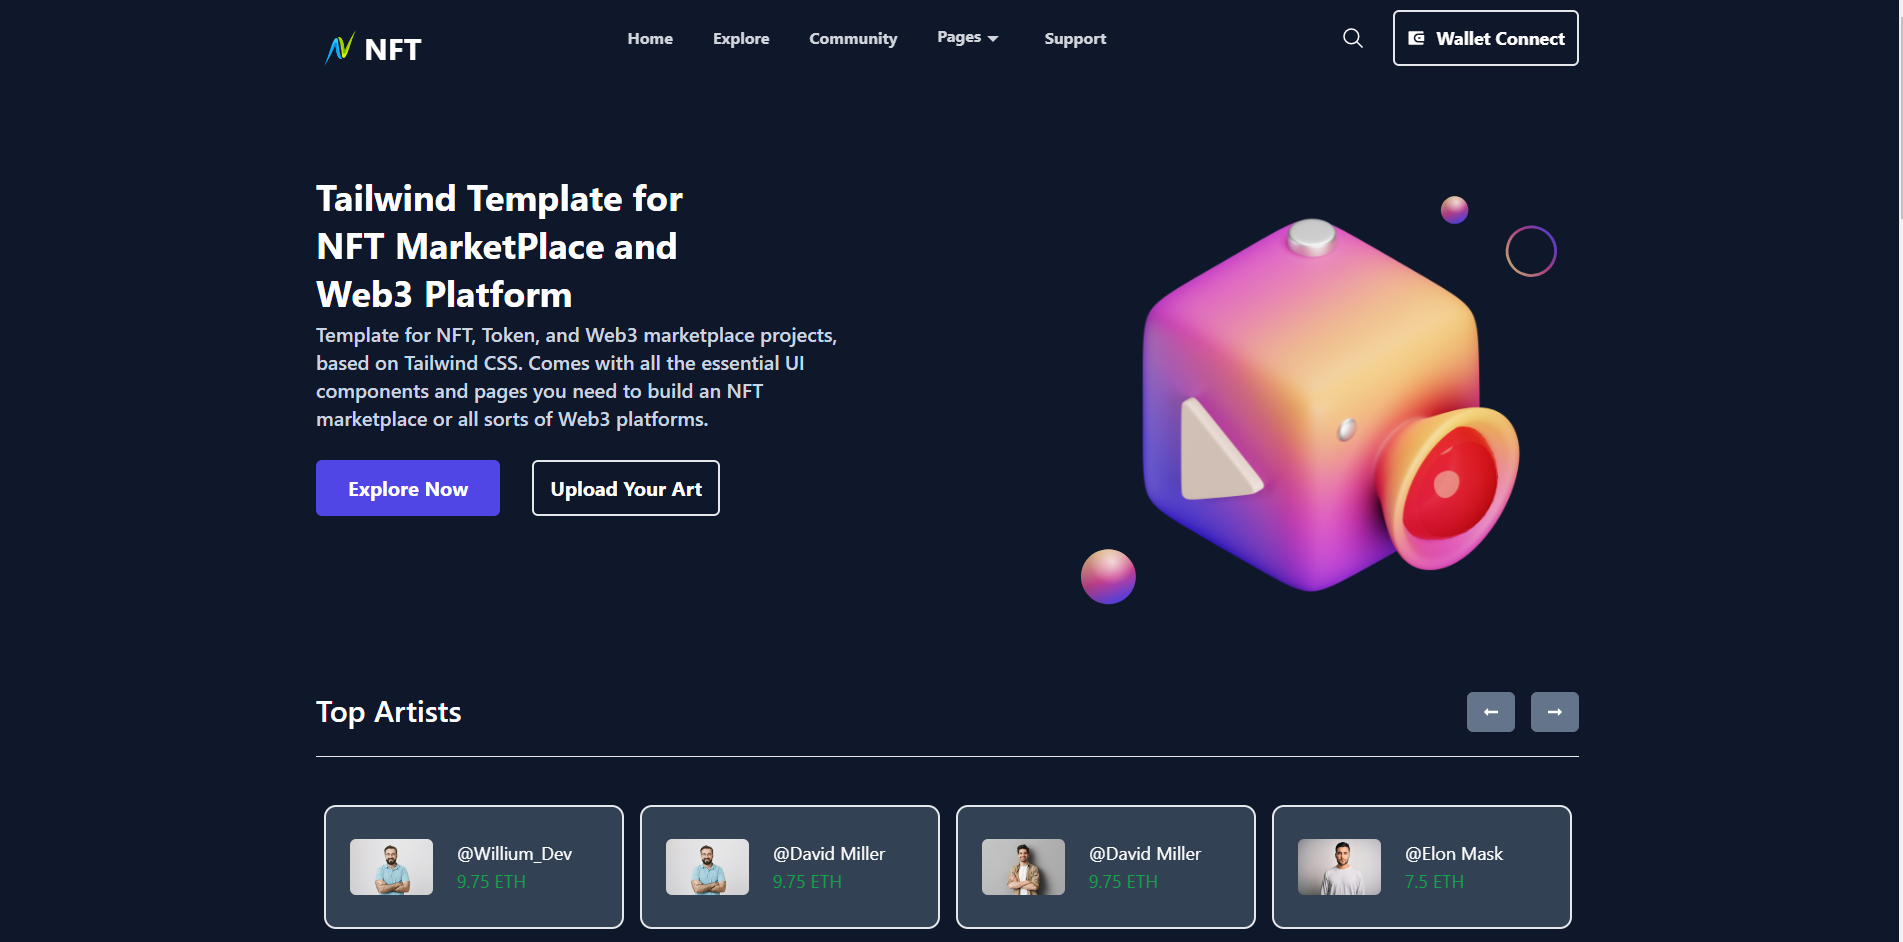 NFT
Home
Explore
Community
Pages
Support
Wallet Connect
Tailwind Template for
NFT MarketPlace and
Web3 Platform
Template for NFT, Token, and Web3 marketplace projects,
based on Tailwind CSS. Comes with all the essential UI
components and pages you need to build an NFT
marketplace or all sorts of Web3 platforms.
Explore Now
Upload Your Art
Top Artists
@Willium_Dev
9.75 ETH
@David Miller
9.75 ETH
@David Miller
9.75 ETH
@Elon Mask
7.5 ETH